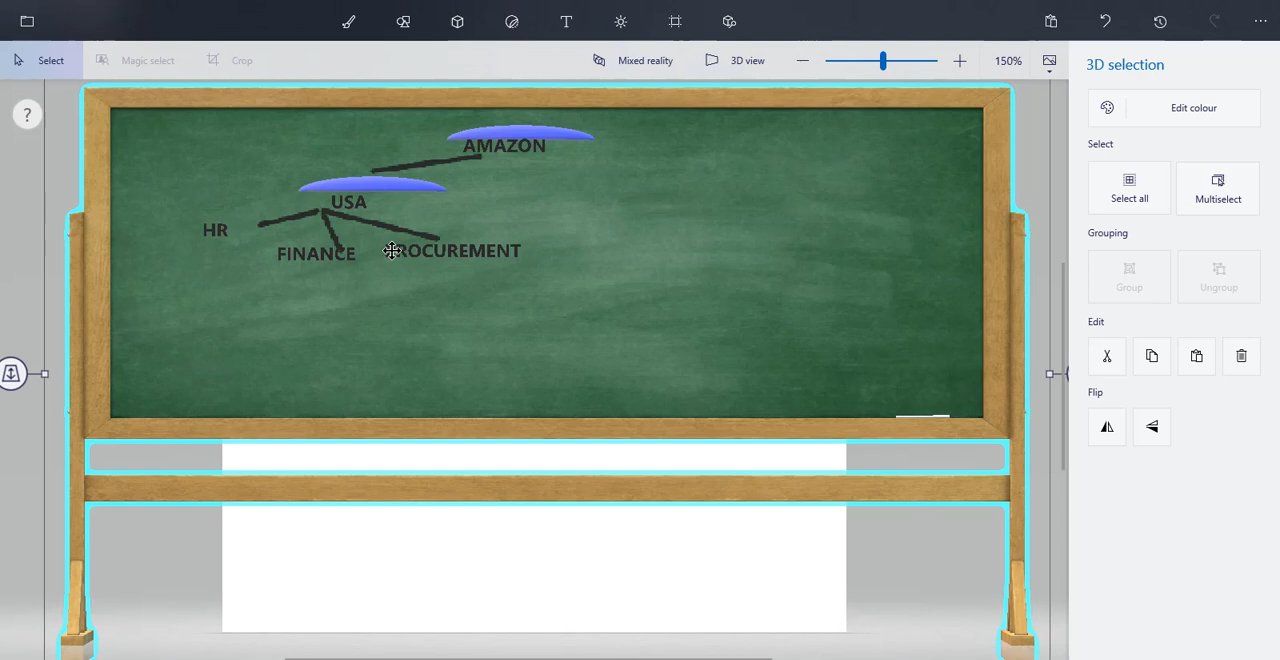 Select
Magic select
Crop
Mixed reality
3D view
150%
3D selection
?
Edit colour
Select
Select all
Multiselect
Grouping
Group
Ungroup
Edit
Flip
AMAZON
USA
HR
FINANCE
PROCUREMENT